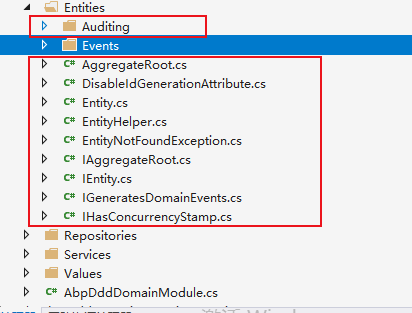 Entities
Auditing
Events
C# AggregateRoot.cs
C# DisableIdGenerationAttribute.cs
C# Entity.cs
C# EntityHelper.cs
C# EntityNotFoundException.cs
C# IAggregateRoot.cs
C# IEntity.cs
C# IGeneratesDomainEvents.cs
C# IHasConcurrencyStamp.cs
Repositories
Services
Values
C# AbpDddDomainModule.cs